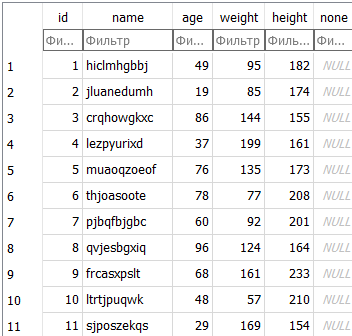 id name age weight height none
Фи... Фильтр Фи... Фильтр Филь... Фи...
1 1 hiclmhgbbj 49 95 182 NULL
2 2 jluanedumh 19 85 174 NULL
3 3 crqhowgkxc 86 144 155 NULL
4 4 lezpyurixd 37 199 161 NULL
5 5 muaoqzoeof 76 135 173 NULL
6 6 thjoasoote 78 77 208 NULL
7 7 pjbqfbjgbc 60 92 201 NULL
8 8 qvjesbgxiq 96 124 164 NULL
9 9 frcasxpslt 68 161 233 NULL
10 10 ltrtjpuqwk 48 57 210 NULL
11 11 sjposzekqs 29 169 154 NULL